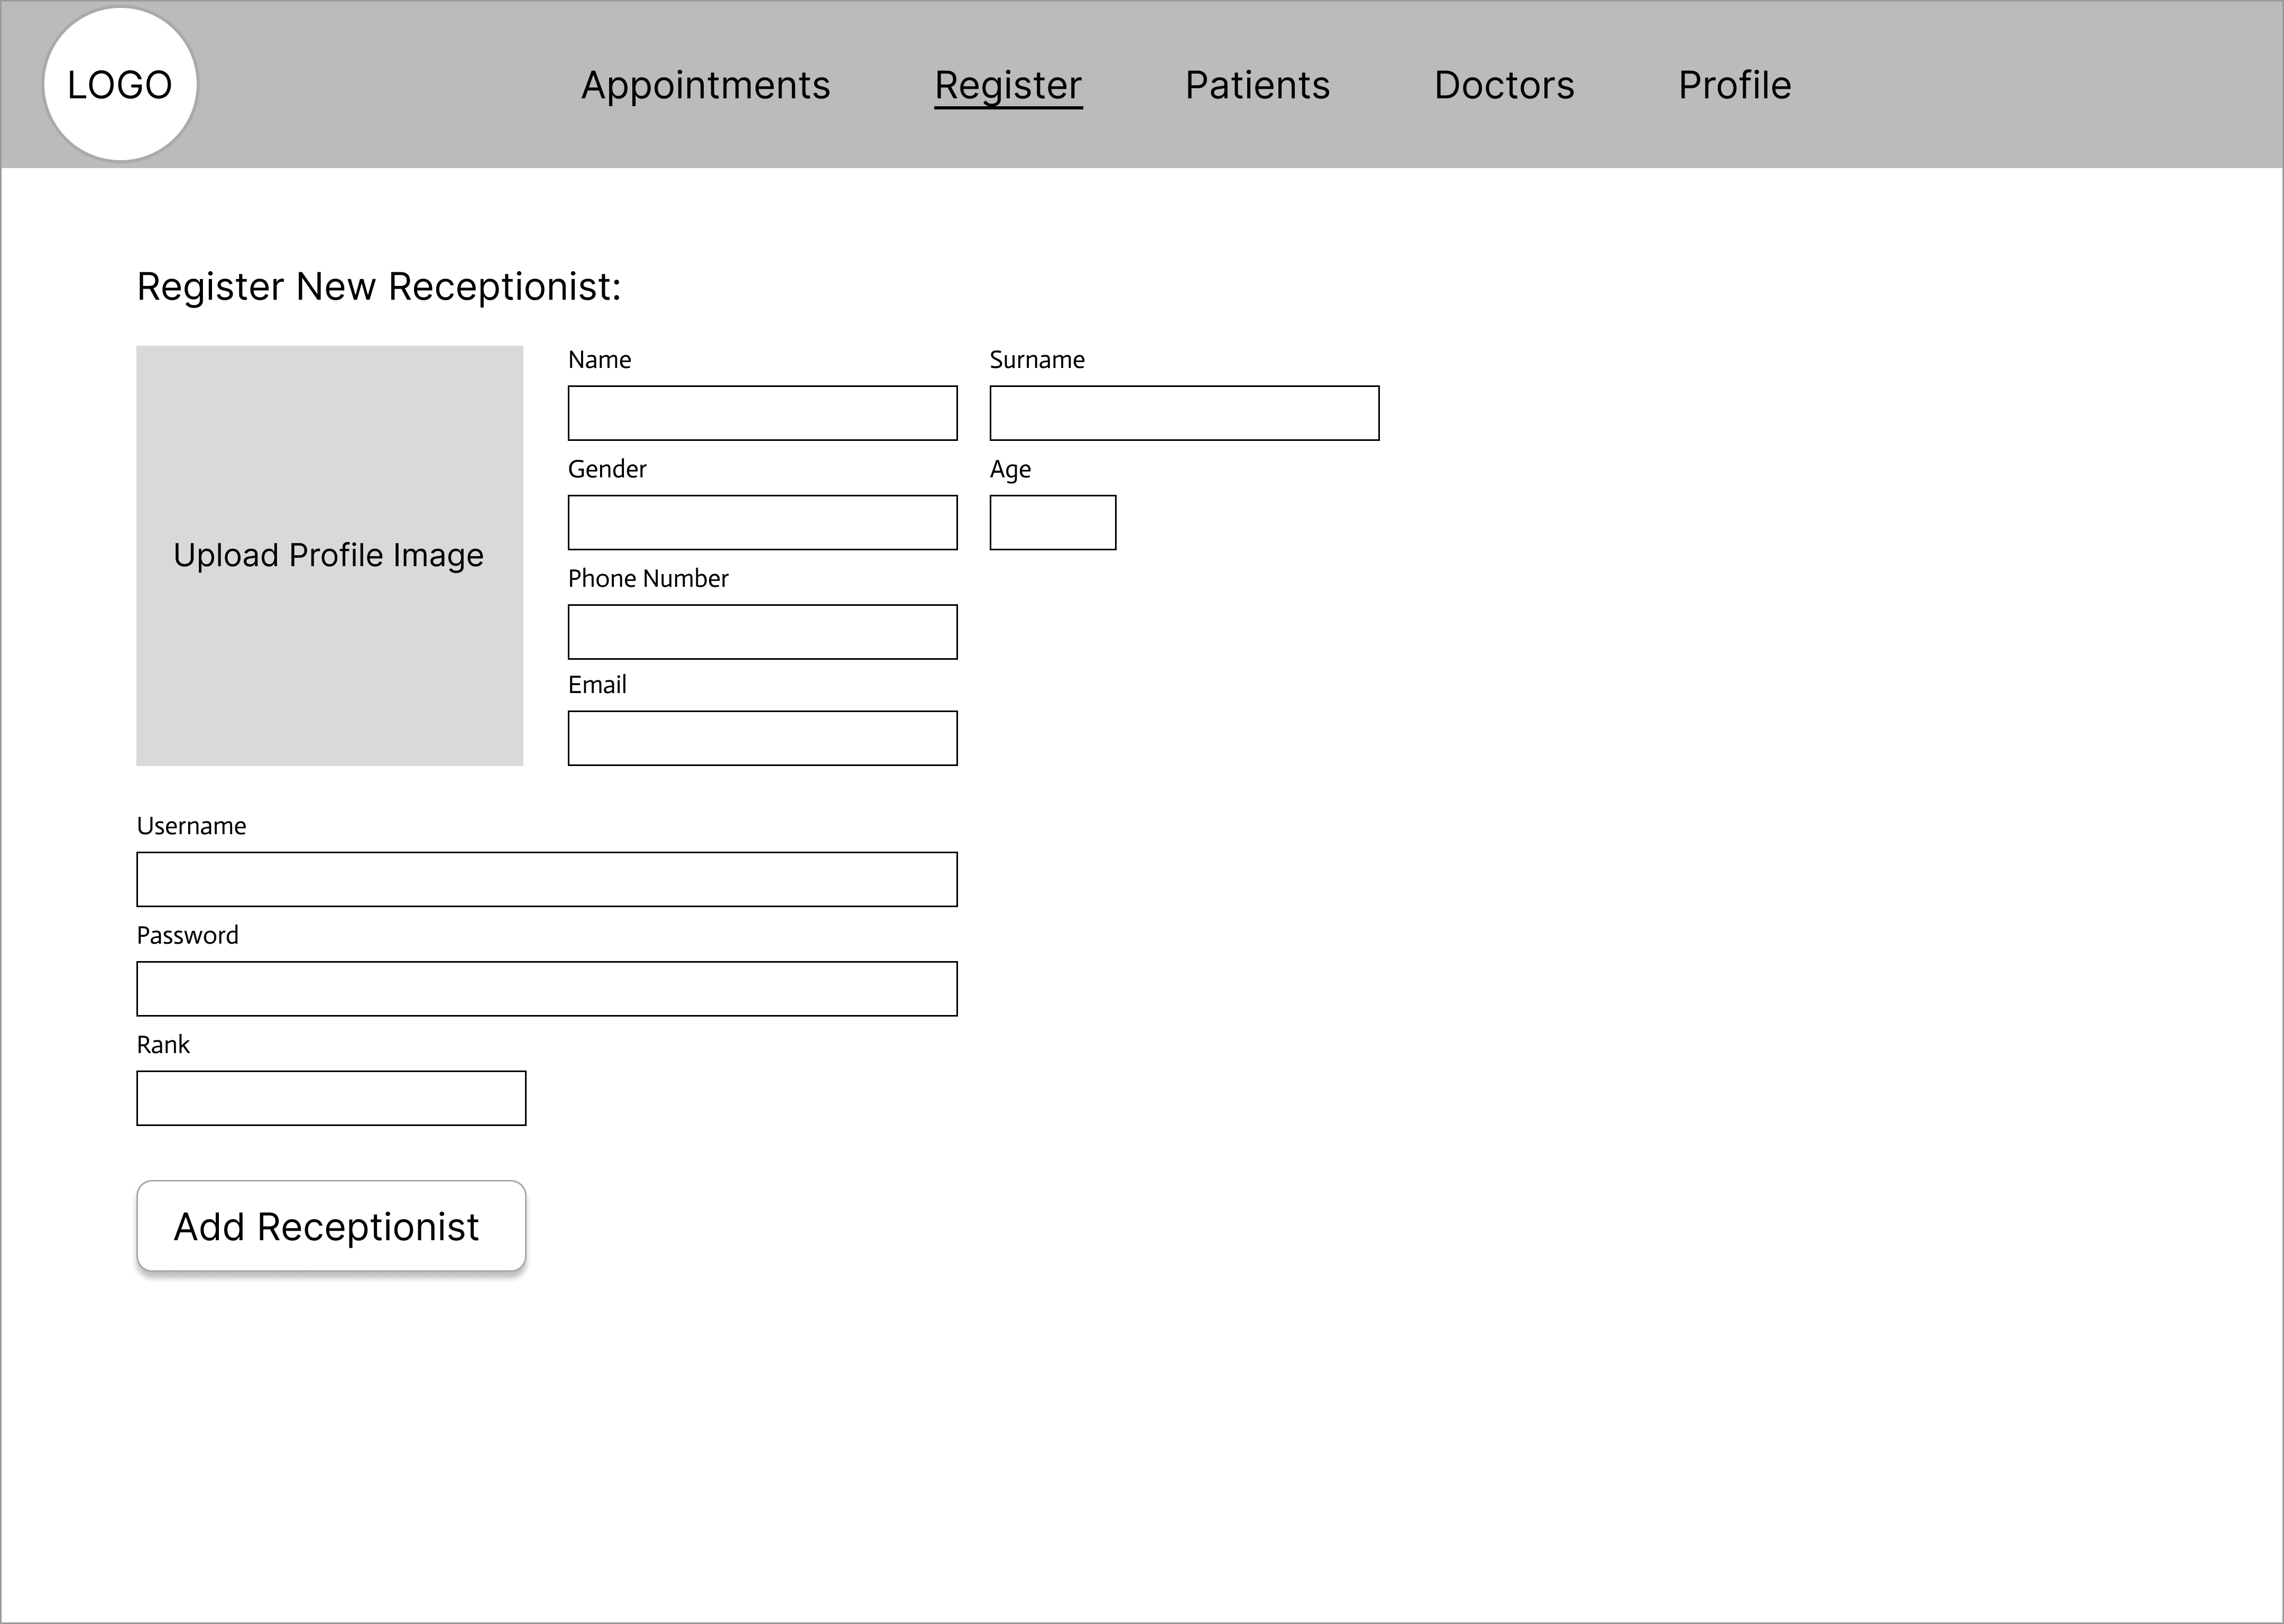 LOGO
Appointments Register Patients Doctors Profile
Register New Receptionist:
Name Surname
Gender Age
Upload Profile Image
Phone Number
Email
Username
Password
Rank
Add Receptionist